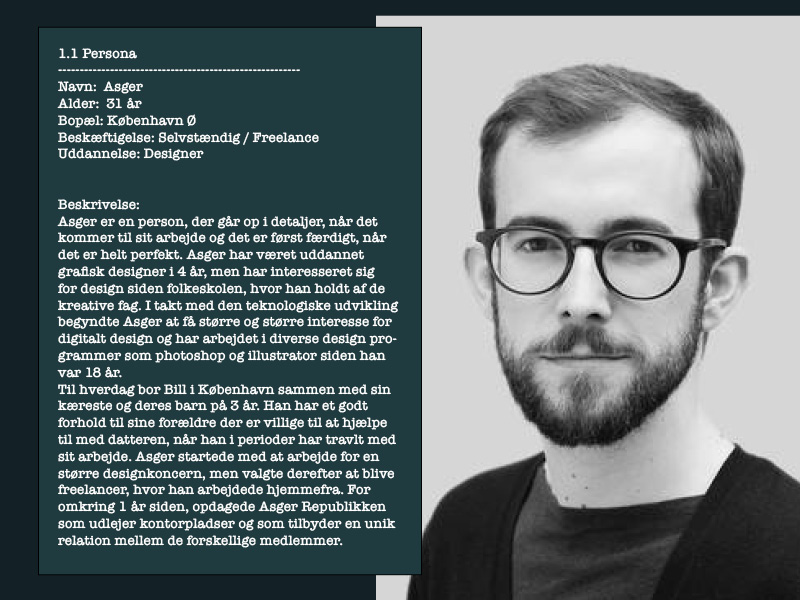 1.1 Persona
--------------------------------------------------------
Navn:  Asger
Alder:  31 år
Bopæl: København Ø
Beskæftigelse: Selvstændig / Freelance
Uddannelse: Designer
Beskrivelse:
Asger er en person, der går op i detaljer, når det
kommer til sit arbejde og det er først færdigt, når
det er helt perfekt. Asger har været uddannet
grafisk designer i 4 år, men har interesseret sig
for design siden folkeskolen, hvor han holdt af de
kreative fag. I takt med den teknologiske udvikling
begyndte Asger at få større og større interesse for
digitalt design og har arbejdet i diverse design pro-
grammer som photoshop og illustrator siden han
var 18 år.
Til hverdag bor Bill i København sammen med sin
kæreste og deres barn på 3 år. Han har et godt
forhold til sine forældre der er villige til at hjælpe
til med datteren, når han i perioder har travlt med
sit arbejde. Asger startede med at arbejde for en
større designkoncern, men valgte derefter at blive
freelancer, hvor han arbejdede hjemmefra. For
omkring 1 år siden, opdagede Asger Republikken
som udlejer kontorpladser og som tilbyder en unik
relation mellem de forskellige medlemmer.